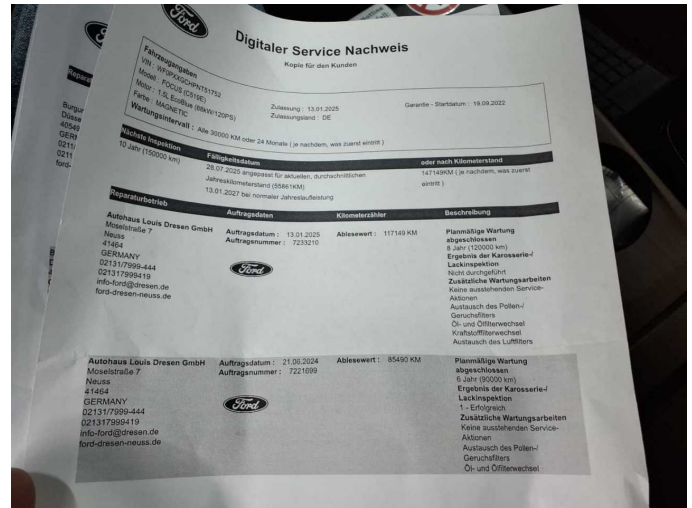 Ford
Digitaler Service Nachweis
Kopie für den Kunden
Fahrzeugangaben
VIN : WF0PXXGCHPNT51752
Modell : FOCUS (C519E)
Motor : 1.5L EcoBlue (88kW/120PS)
Farbe : MAGNETIC
Zulassung : 13.01.2025
Zulassungsland : DE
Garantie - Startdatum : 19.09.2022
Wartungsintervall : Alle 30000 KM oder 24 Monate ( je nachdem, was zuerst eintritt )
Nächste Inspektion
Fälligkeitsdatum
oder nach Kilometerstand
10 Jahr (150000 km)
28.07.2025 angepasst für aktuellen, durchschnittlichen
Jahreskilometerstand (55861KM)
13.01.2027 bei normaler Jahreslaufleistung
147149KM ( je nachdem, was zuerst
eintritt )
Reparaturbetrieb
Auftragsdaten
Kilometerzähler
Beschreibung
Autohaus Louis Dresen GmbH
Moselstraße 7
Neuss
41464
GERMANY
02131/7999-444
021317999419
info-ford@dresen.de
ford-dresen-neuss.de
Auftragsdatum : 13.01.2025
Auftragsnummer : 7233210
Ford
Ablesewert : 117149 KM
Planmäßige Wartung
abgeschlossen
8 Jahr (120000 km)
Ergebnis der Karosserie-/
Lackinspektion
Nicht durchgeführt
Zusätzliche Wartungsarbeiten
Keine ausstehenden Service-
Aktionen
Austausch des Pollen-/
Geruchsfilters
Öl- und Ölfilterwechsel
Kraftstofffilterwechsel
Austausch des Luftfilters
Autohaus Louis Dresen GmbH
Moselstraße 7
Neuss
41464
GERMANY
02131/7999-444
021317999419
info-ford@dresen.de
ford-dresen-neuss.de
Auftragsdatum : 21.06.2024
Auftragsnummer : 7221699
Ford
Ablesewert : 85490 KM
Planmäßige Wartung
abgeschlossen
6 Jahr (90000 km)
Ergebnis der Karosserie-/
Lackinspektion
1 - Erfolgreich
Zusätzliche Wartungsarbeiten
Keine ausstehenden Service-
Aktionen
Austausch des Pollen-/
Geruchsfilters
Öl- und Ölfilterwechsel